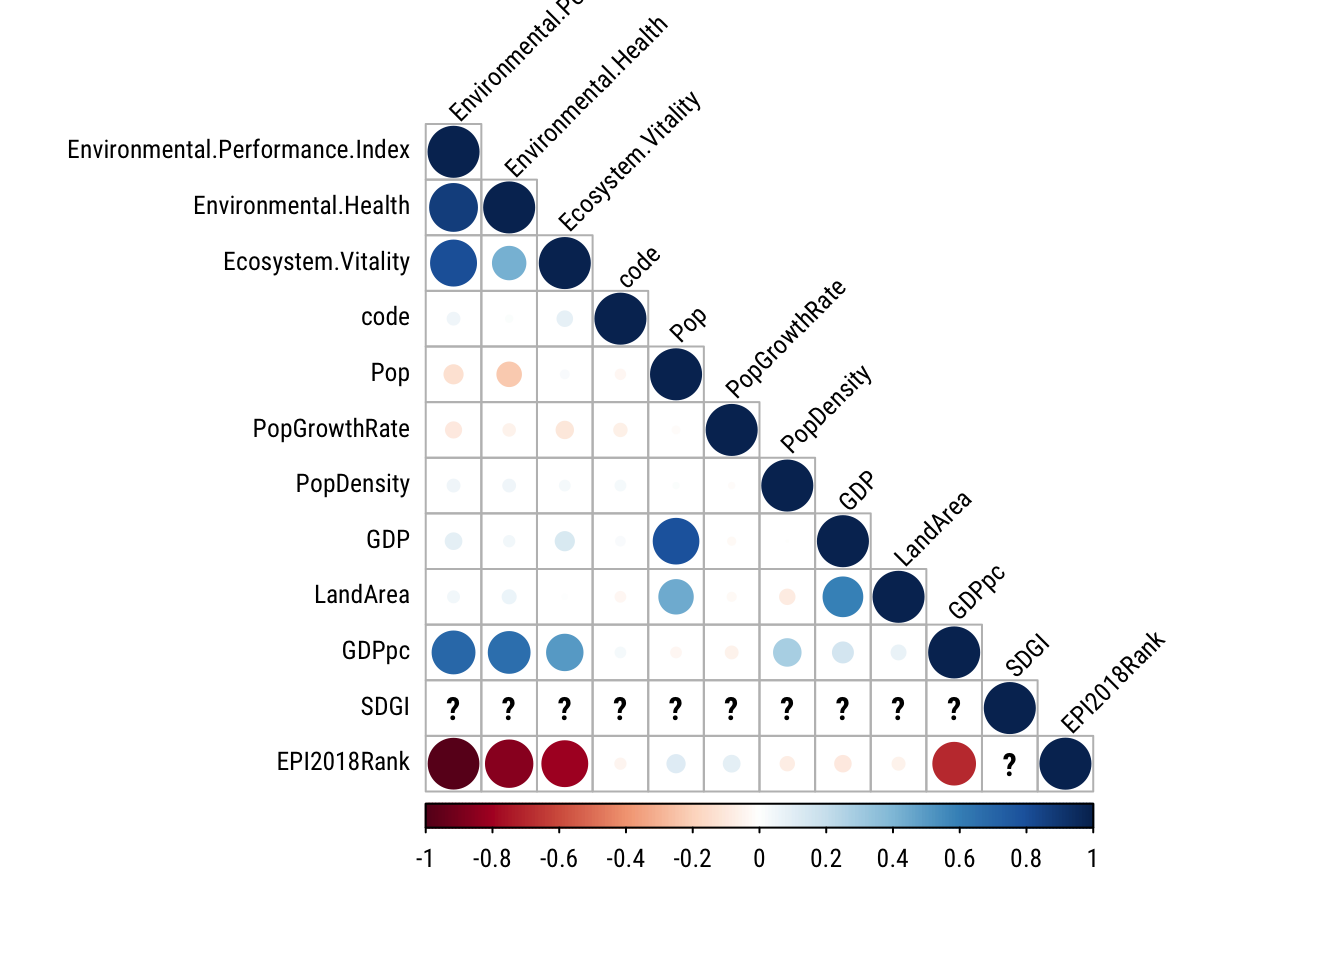 Environmental.Po
Environmental.Health
Ecosystem.Vitality
code
Pop
PopGrowthRate
PopDensity
GDP
LandArea
GDPpc
SDGI
EPI2018Rank
Environmental.Performance.Index
Environmental.Health
Ecosystem.Vitality
code
Pop
PopGrowthRate
PopDensity
GDP
LandArea
GDPpc
SDGI ? ? ? ? ? ? ? ? ? ?
EPI2018Rank ?
-1 -0.8 -0.6 -0.4 -0.2 0 0.2 0.4 0.6 0.8 1